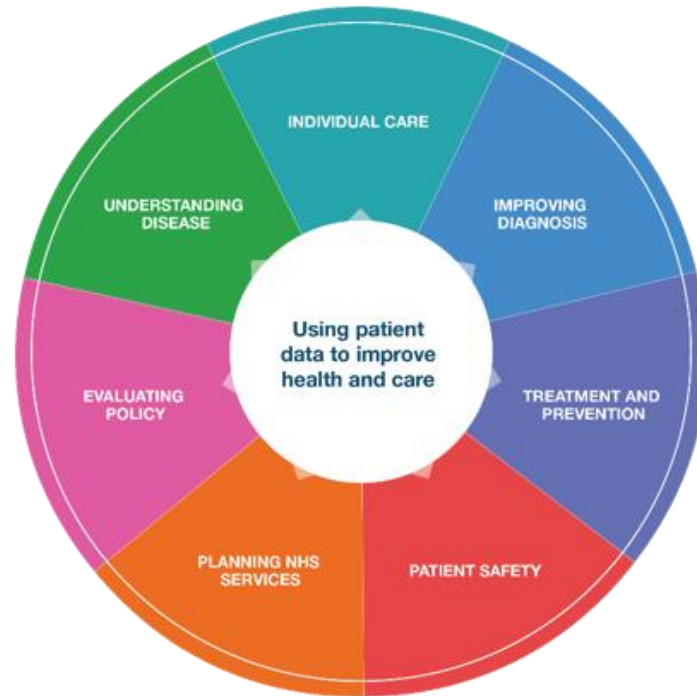 INDIVIDUAL CARE
IMPROVING
DIAGNOSIS
TREATMENT AND
PREVENTION
PATIENT SAFETY
PLANNING NHS
SERVICES
EVALUATING
POLICY
UNDERSTANDING
DISEASE
Using patient
data to improve
health and care